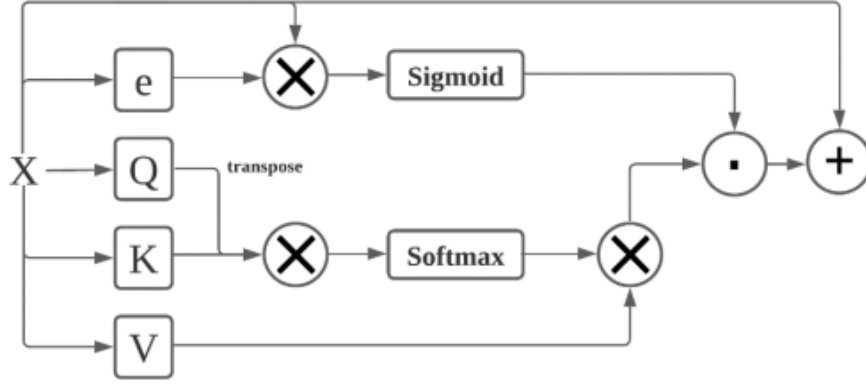 e
Sigmoid
X
Q
transpose
K
Softmax
V